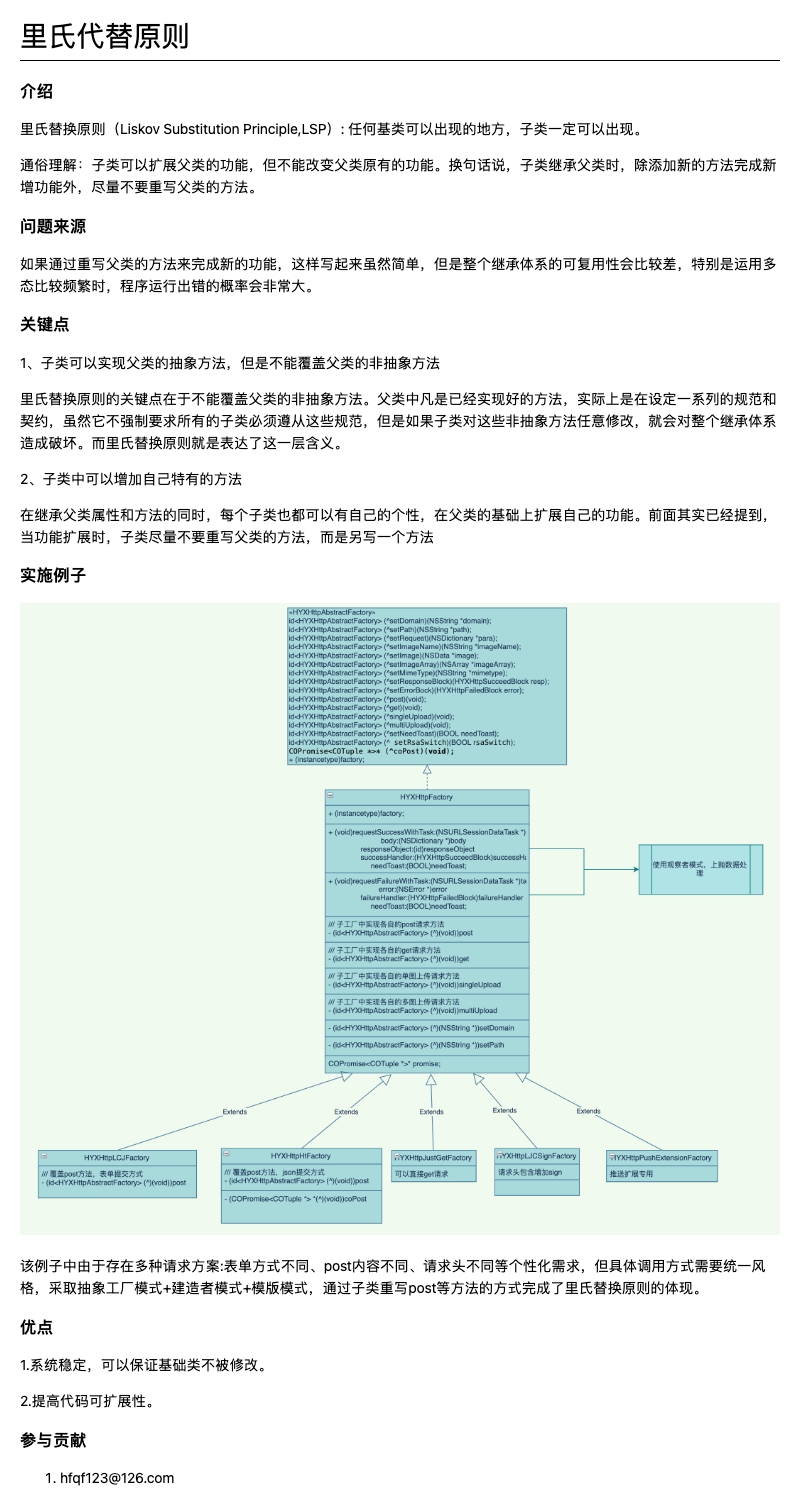 里氏代替原则
介绍
里氏替换原则（Liskov Substitution Principle,LSP）: 任何基类可以出现的地方，子类一定可以出现。
通俗理解：子类可以扩展父类的功能，但不能改变父类原有的功能。换句话说，子类继承父类时，除添加新的方法完成新
增功能外，尽量不要重写父类的方法。
问题来源
如果通过重写父类的方法来完成新的功能，这样写起来虽然简单，但是整个继承体系的可复用性会比较差，特别是运用多
态比较频繁时，程序运行出错的概率会非常大。
关键点
1、子类可以实现父类的抽象方法，但是不能覆盖父类的非抽象方法
里氏替换原则的关键点在于不能覆盖父类的非抽象方法。父类中凡是已经实现好的方法，实际上是在设定一系列的规范和
契约，虽然它不强制要求所有的子类必须遵从这些规范，但是如果子类对这些非抽象方法任意修改，就会对整个继承体系
造成破坏。而里氏替换原则就是表达了这一层含义。
2、子类中可以增加自己特有的方法
在继承父类属性和方法的同时，每个子类也都可以有自己的个性，在父类的基础上扩展自己的功能。前面其实已经提到，
当功能扩展时，子类尽量不要重写父类的方法，而是另写一个方法
实施例子
«HYXHttpAbstractFactory»
id<HYXHttpAbstractFactory> (^setDomain)(NSString *domain);
id<HYXHttpAbstractFactory> (^setPath)(NSString *path);
id<HYXHttpAbstractFactory> (^setRequest)(NSDictionary *para);
id<HYXHttpAbstractFactory> (^setImageName)(NSString *imageName);
id<HYXHttpAbstractFactory> (^setImage)(NSData *image);
id<HYXHttpAbstractFactory> (^setImageArray)(NSArray *imageArray);
id<HYXHttpAbstractFactory> (^setMimeType)(NSString *mimetype);
id<HYXHttpAbstractFactory> (^setResponseBlock)(HYXHttpSucceedBlock resp);
id<HYXHttpAbstractFactory> (^setErrorBock)(HYXHttpFailedBlock error);
id<HYXHttpAbstractFactory> (^post)(void);
id<HYXHttpAbstractFactory> (^get)(void);
id<HYXHttpAbstractFactory> (^singleUpload)(void);
id<HYXHttpAbstractFactory> (^multiUpload)(void);
id<HYXHttpAbstractFactory> (^setNeedToast)(BOOL needToast);
id<HYXHttpAbstractFactory> (^ setRsaSwitch)(BOOL rsaSwitch);
COPromise<COTuple *>* (^coPost)(void);
+ (instancetype)factory;
HYXHttpFactory
+ (instancetype)factory;
+ (void)requestSuccessWithTask:(NSURLSessionDataTask *)
body:(NSDictionary *)body
responseObject:(id)responseObject
successHandler:(HYXHttpSucceedBlock)successHa
needToast:(BOOL)needToast;
+ (void)requestFailureWithTask:(NSURLSessionDataTask *)ta
error:(NSError *)error
failureHandler:(HYXHttpFailedBlock)failureHandler
needToast:(BOOL)needToast;
使用观察者模式，上抛数据处
理
/// 子工厂中实现各自的post请求方法
- (id<HYXHttpAbstractFactory> (^)(void))post
/// 子工厂中实现各自的get请求方法
- (id<HYXHttpAbstractFactory> (^)(void))get
/// 子工厂中实现各自的单图上传请求方法
- (id<HYXHttpAbstractFactory> (^)(void))singleUpload
/// 子工厂中实现各自的多图上传请求方法
- (id<HYXHttpAbstractFactory> (^)(void))multiUpload
- (id<HYXHttpAbstractFactory> (^)(NSString *))setDomain
- (id<HYXHttpAbstractFactory> (^)(NSString *))setPath
COPromise<COTuple *>* promise;
Extends
Extends
Extends
Extends
Extends
HYXHttpLCJFactory
/// 覆盖post方法，表单提交方式
- (id<HYXHttpAbstractFactory> (^)(void))post
HYXHttpHtFactory
/// 覆盖post方法，json提交方式
- (id<HYXHttpAbstractFactory> (^)(void))post
- (COPromise<COTuple *> *(^)(void))coPost
HYXHttpJustGetFactory
可以直接get请求
HYXHttpLJCSignFactory
请求头包含增加sign
HYXHttpPushExtensionFactory
推送扩展专用
该例子中由于存在多种请求方案:表单方式不同、post内容不同、请求头不同等个性化需求，但具体调用方式需要统一风
格，采取抽象工厂模式+建造者模式+模版模式，通过子类重写post等方法的方式完成了里氏替换原则的体现。
优点
1.系统稳定，可以保证基础类不被修改。
2.提高代码可扩展性。
参与贡献
1. hfqf123@126.com